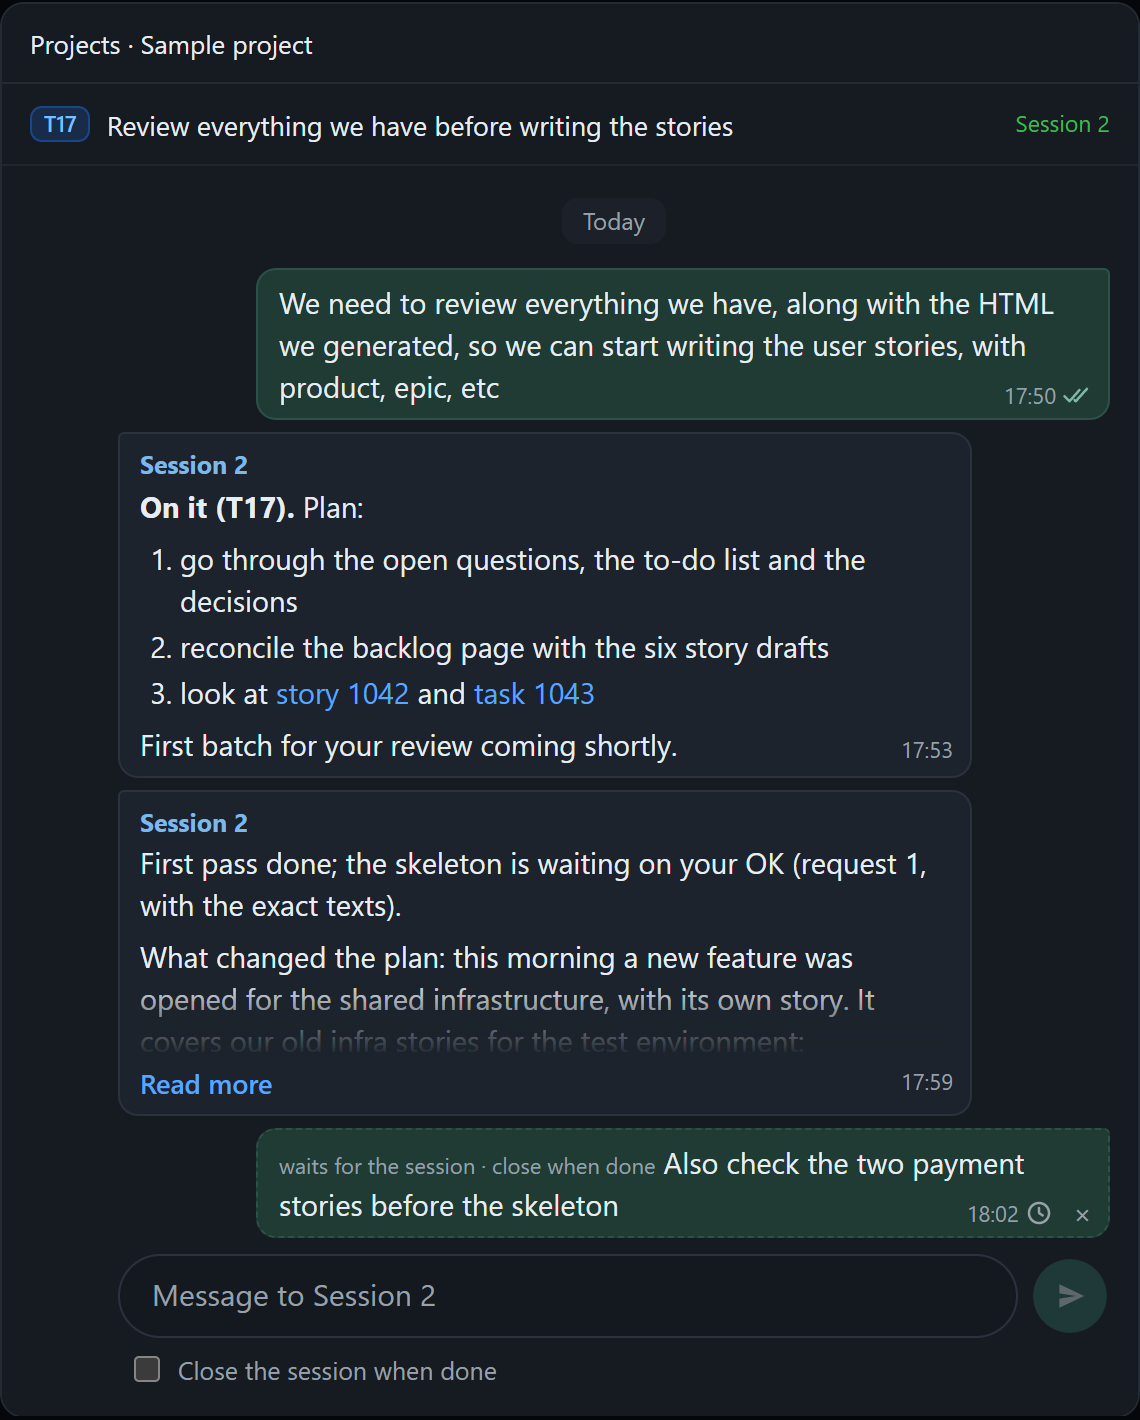 Projects · Sample project
T17 Review everything we have before writing the stories Session 2
Today
We need to review everything we have, along with the HTML
we generated, so we can start writing the user stories, with
product, epic, etc
17:50
Session 2
On it (T17). Plan:
1. go through the open questions, the to-do list and the
decisions
2. reconcile the backlog page with the six story drafts
3. look at story 1042 and task 1043
First batch for your review coming shortly.
17:53
Session 2
First pass done; the skeleton is waiting on your OK (request 1,
with the exact texts).
What changed the plan: this morning a new feature was
opened for the shared infrastructure, with its own story. It
covers our old infra stories for the test environment:
Read more
17:59
waits for the session · close when done Also check the two payment
stories before the skeleton
18:02 ×
Message to Session 2
Close the session when done